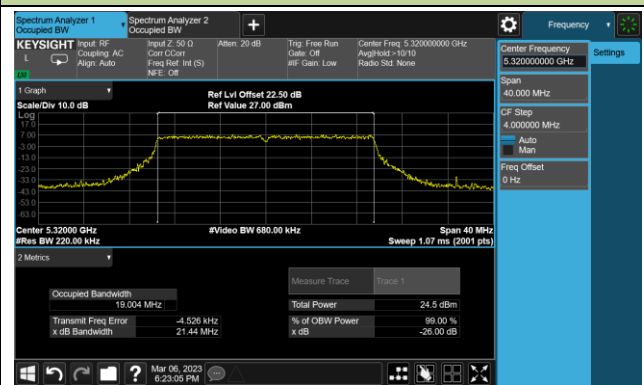 Spectrum Analyzer 1
Occupied BW
Spectrum Analyzer 2
Occupied BW
Frequency
KEYSIGHT
L
Input: RF
Coupling: AC
Align: Auto
Input Z: 50 Ω
Corr CCorr
Freq Ref: Int (S)
NFE: Off
Atten: 20 dB
Trig: Free Run
Gate: Off
#IF Gain: Low
Center Freq: 5.320000000 GHz
Avg|Hold:>10/10
Radio Std: None
Center Frequency
5.320000000 GHz
Settings
Span
40.000 MHz
CF Step
4.000000 MHz
Auto
Man
Freq Offset
0 Hz
1 Graph
Scale/Div 10.0 dB
Ref Lvl Offset 22.50 dB
Ref Value 27.00 dBm
Log
17.0
7.00
-3.00
-13.0
-23.0
-33.0
-43.0
-53.0
-63.0
Center 5.32000 GHz
#Res BW 220.00 kHz
#Video BW 680.00 kHz
Span 40 MHz
Sweep 1.07 ms (2001 pts)
2 Metrics
Measure Trace
Trace 1
Occupied Bandwidth
19.004 MHz
Total Power
24.5 dBm
Transmit Freq Error
-4.526 kHz
% of OBW Power
99.00 %
x dB Bandwidth
21.44 MHz
x dB
-26.00 dB
Mar 06, 2023
6:23:05 PM